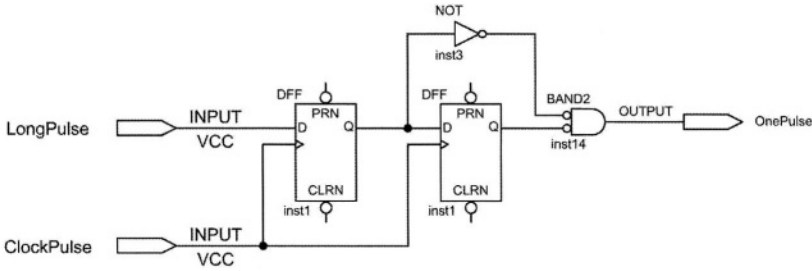 NOT
inst3
DFF
PRN
D
Q
CLRN
inst1
DFF
PRN
D
Q
CLRN
inst1
BAND2
inst14
LongPulse
INPUT
VCC
OUTPUT
OnePulse
ClockPulse
INPUT
VCC